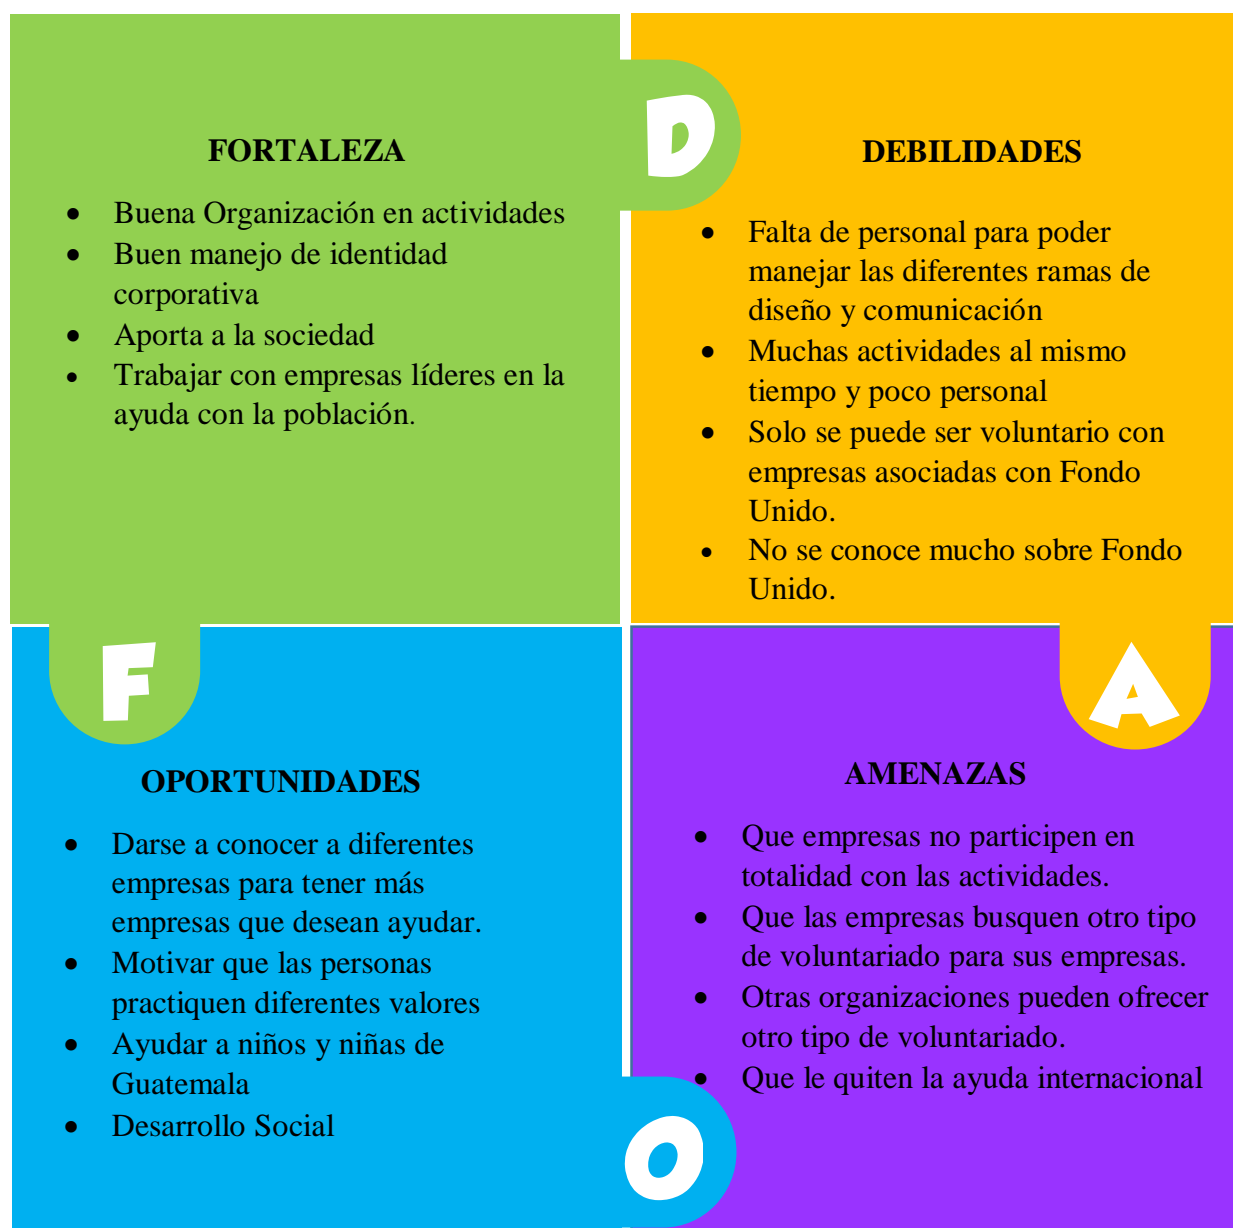 FORTALEZA
• Buena Organización en actividades
• Buen manejo de identidad
corporativa
• Aporta a la sociedad
• Trabajar con empresas líderes en la
ayuda con la población.
D
DEBILIDADES
• Falta de personal para poder
manejar las diferentes ramas de
diseño y comunicación
• Muchas actividades al mismo
tiempo y poco personal
• Solo se puede ser voluntario con
empresas asociadas con Fondo
Unido.
• No se conoce mucho sobre Fondo
Unido.
F
OPORTUNIDADES
• Darse a conocer a diferentes
empresas para tener más
empresas que desean ayudar.
• Motivar que las personas
practiquen diferentes valores
• Ayudar a niños y niñas de
Guatemala
• Desarrollo Social
A
AMENAZAS
• Que empresas no participen en
totalidad con las actividades.
• Que las empresas busquen otro tipo
de voluntariado para sus empresas.
• Otras organizaciones pueden ofrecer
otro tipo de voluntariado.
• Que le quiten la ayuda internacional
O